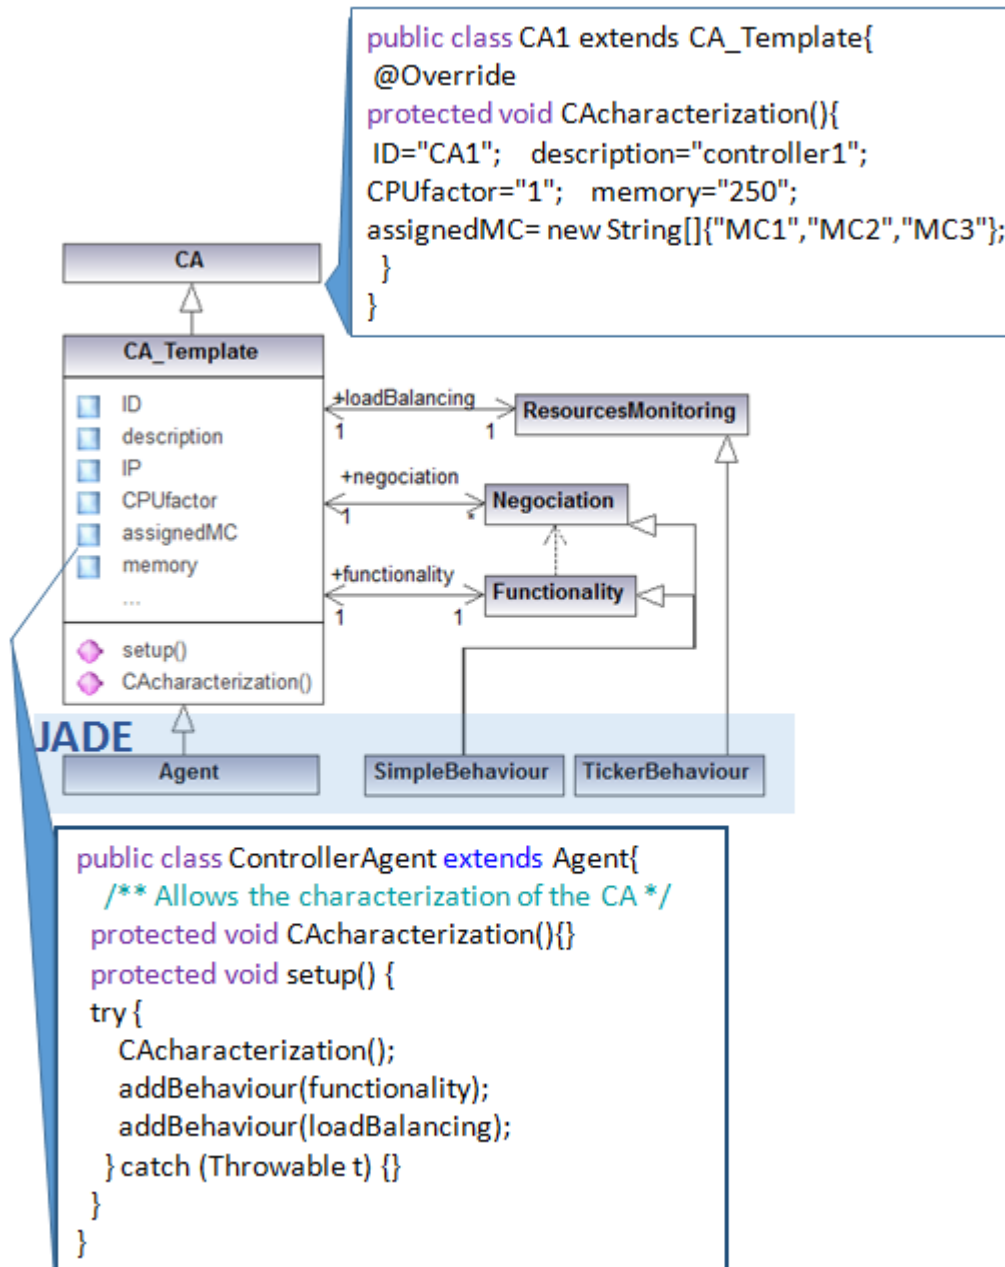 public class CA1 extends CA_Template{
@Override
protected void CAcharacterization(){
ID="CA1"; description="controller1";
CPUfactor="1"; memory="250";
assignedMC= new String[]{"MC1","MC2","MC3"};
}
}
CA
CA_Template
ID
description
IP
CPUfactor
assignedMC
memory
...
setup()
CAcharacterization()
+loadBalancing
1 1
ResourcesMonitoring
+negociation
1 *
Negociation
+functionality
1 1
Functionality
JADE
Agent
SimpleBehaviour
TickerBehaviour
public class ControllerAgent extends Agent{
/** Allows the characterization of the CA */
protected void CAcharacterization(){}
protected void setup() {
try {
CAcharacterization();
addBehaviour(functionality);
addBehaviour(loadBalancing);
} catch (Throwable t) {}
}
}